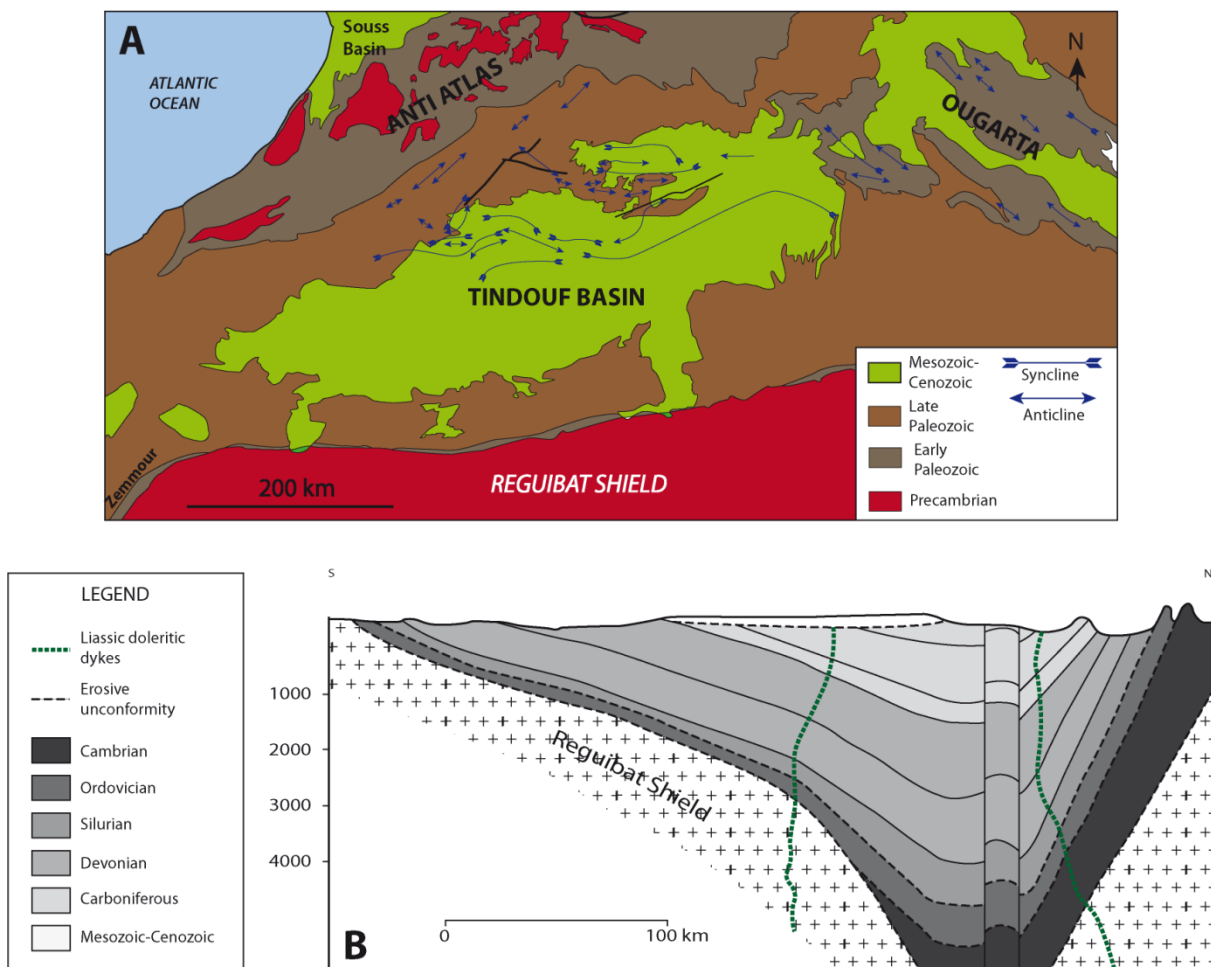 A
Souss
Basin
N
ATLANTIC
OCEAN
ANTI ATLAS
OUGARTA
TINDOUF BASIN
Mesozoic-
Cenozoic
Syncline
Late
Paleozoic
Anticline
Early
Paleozoic
Zemmour
200 km
REGUIBAT SHIELD
Precambrian
S
N
LEGEND
Liassic doleritic
dykes
Erosive
unconformity
1000
Cambrian
2000
Reguibat Shield
Ordovician
3000
Silurian
4000
Devonian
Carboniferous
Mesozoic-Cenozoic
B
0
100 km